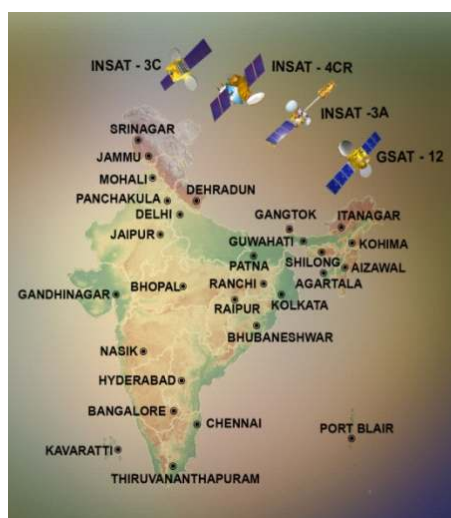 INSAT - 3C
INSAT - 4CR
INSAT -3A
GSAT - 12
SRINAGAR
JAMMU
MOHALI
PANCHAKULA
DEHRADUN
DELHI
JAIPUR
GANGTOK
ITANAGAR
GUWAHATI
KOHIMA
PATNA
SHILONG
AIZAWAL
GANDHINAGAR
BHOPAL
RANCHI
AGARTALA
RAIPUR
KOLKATA
BHUBANESHWAR
NASIK
HYDERABAD
BANGALORE
CHENNAI
PORT BLAIR
KAVARATTI
THIRUVANANTHAPURAM